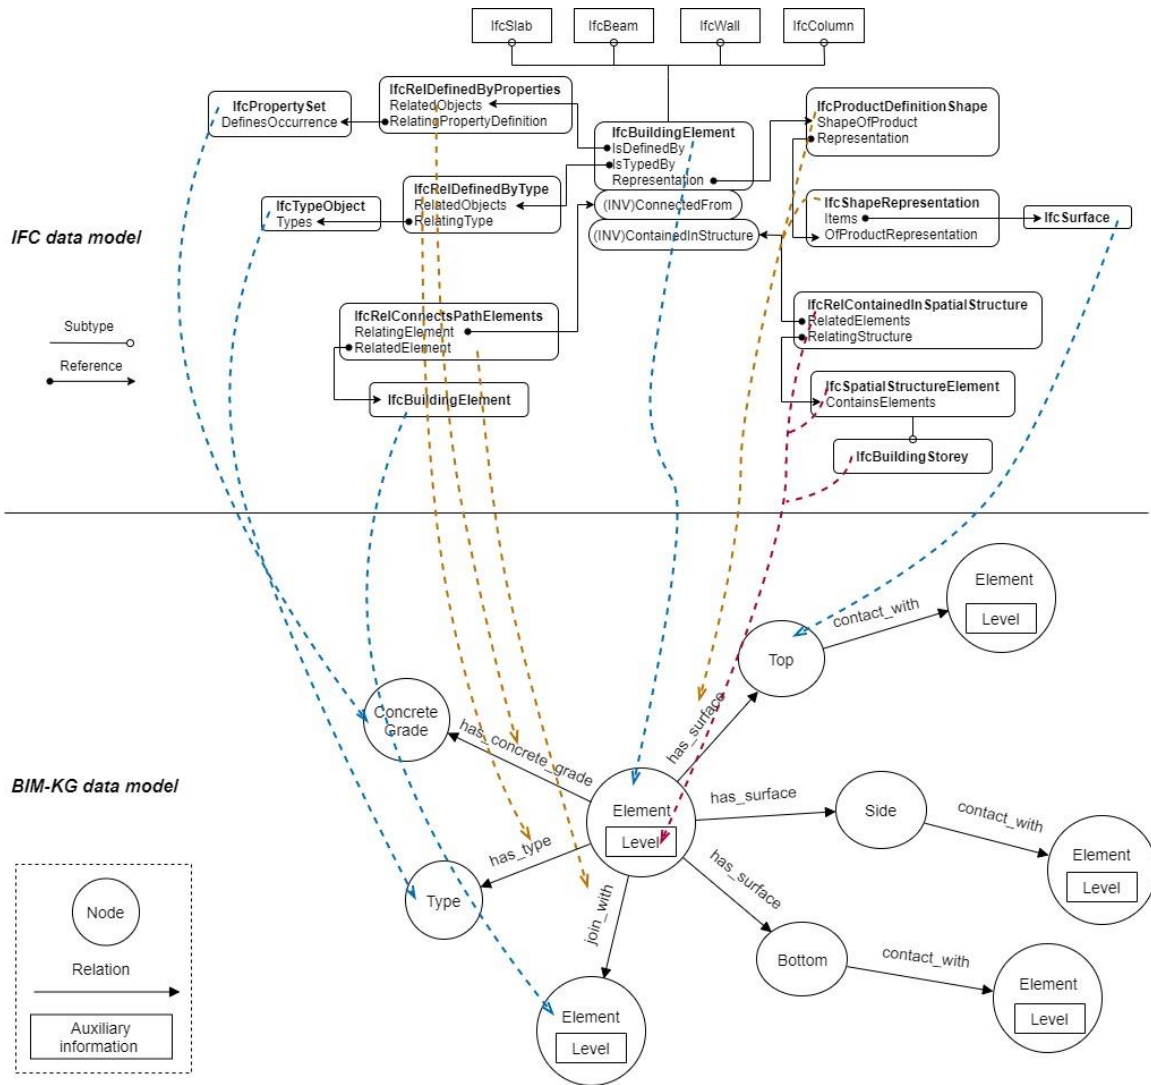 IfcSlab
IfcBeam
IfcWall
IfcColumn
IfcPropertySet
DefinesOccurrence
IfcRelDefinedByProperties
RelatedObjects
RelatingPropertyDefinition
IfcBuildingElement
IsDefinedBy
IsTypedBy
Representation
(INV)ConnectedFrom
(INV)ContainedInStructure
IfcProductDefinitionShape
ShapeOfProduct
Representation
IfcTypeObject
Types
IfcRelDefinedByType
RelatedObjects
RelatingType
IfcShapeRepresentation
Items
OfProductRepresentation
IfcSurface
IFC data model
Subtype
Reference
IfcRelConnectsPathElements
RelatingElement
RelatedElement
IfcBuildingElement
IfcRelContainedInSpatialStructure
RelatedElements
RelatingStructure
IfcSpatialStructureElement
ContainsElements
IfcBuildingStorey
Element
Level
contact_with
Top
has_surface
Concrete
Grade
has_concrete_grade
BIM-KG data model
Element
Level
has_surface
Side
contact_with
Element
Level
has_type
Type
has_surface
Bottom
contact_with
Element
Level
join_with
Element
Level
Node
Relation
Auxiliary
information